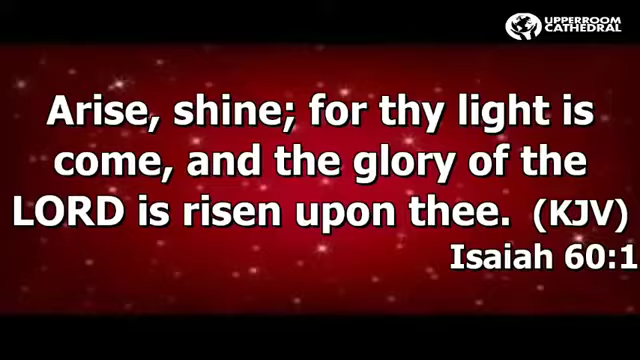 UPPERROOM
CATHEDRAL
Arise, shine; for thy light is
come, and the glory of the
LORD is risen upon thee. (KJV)
Isaiah 60:1